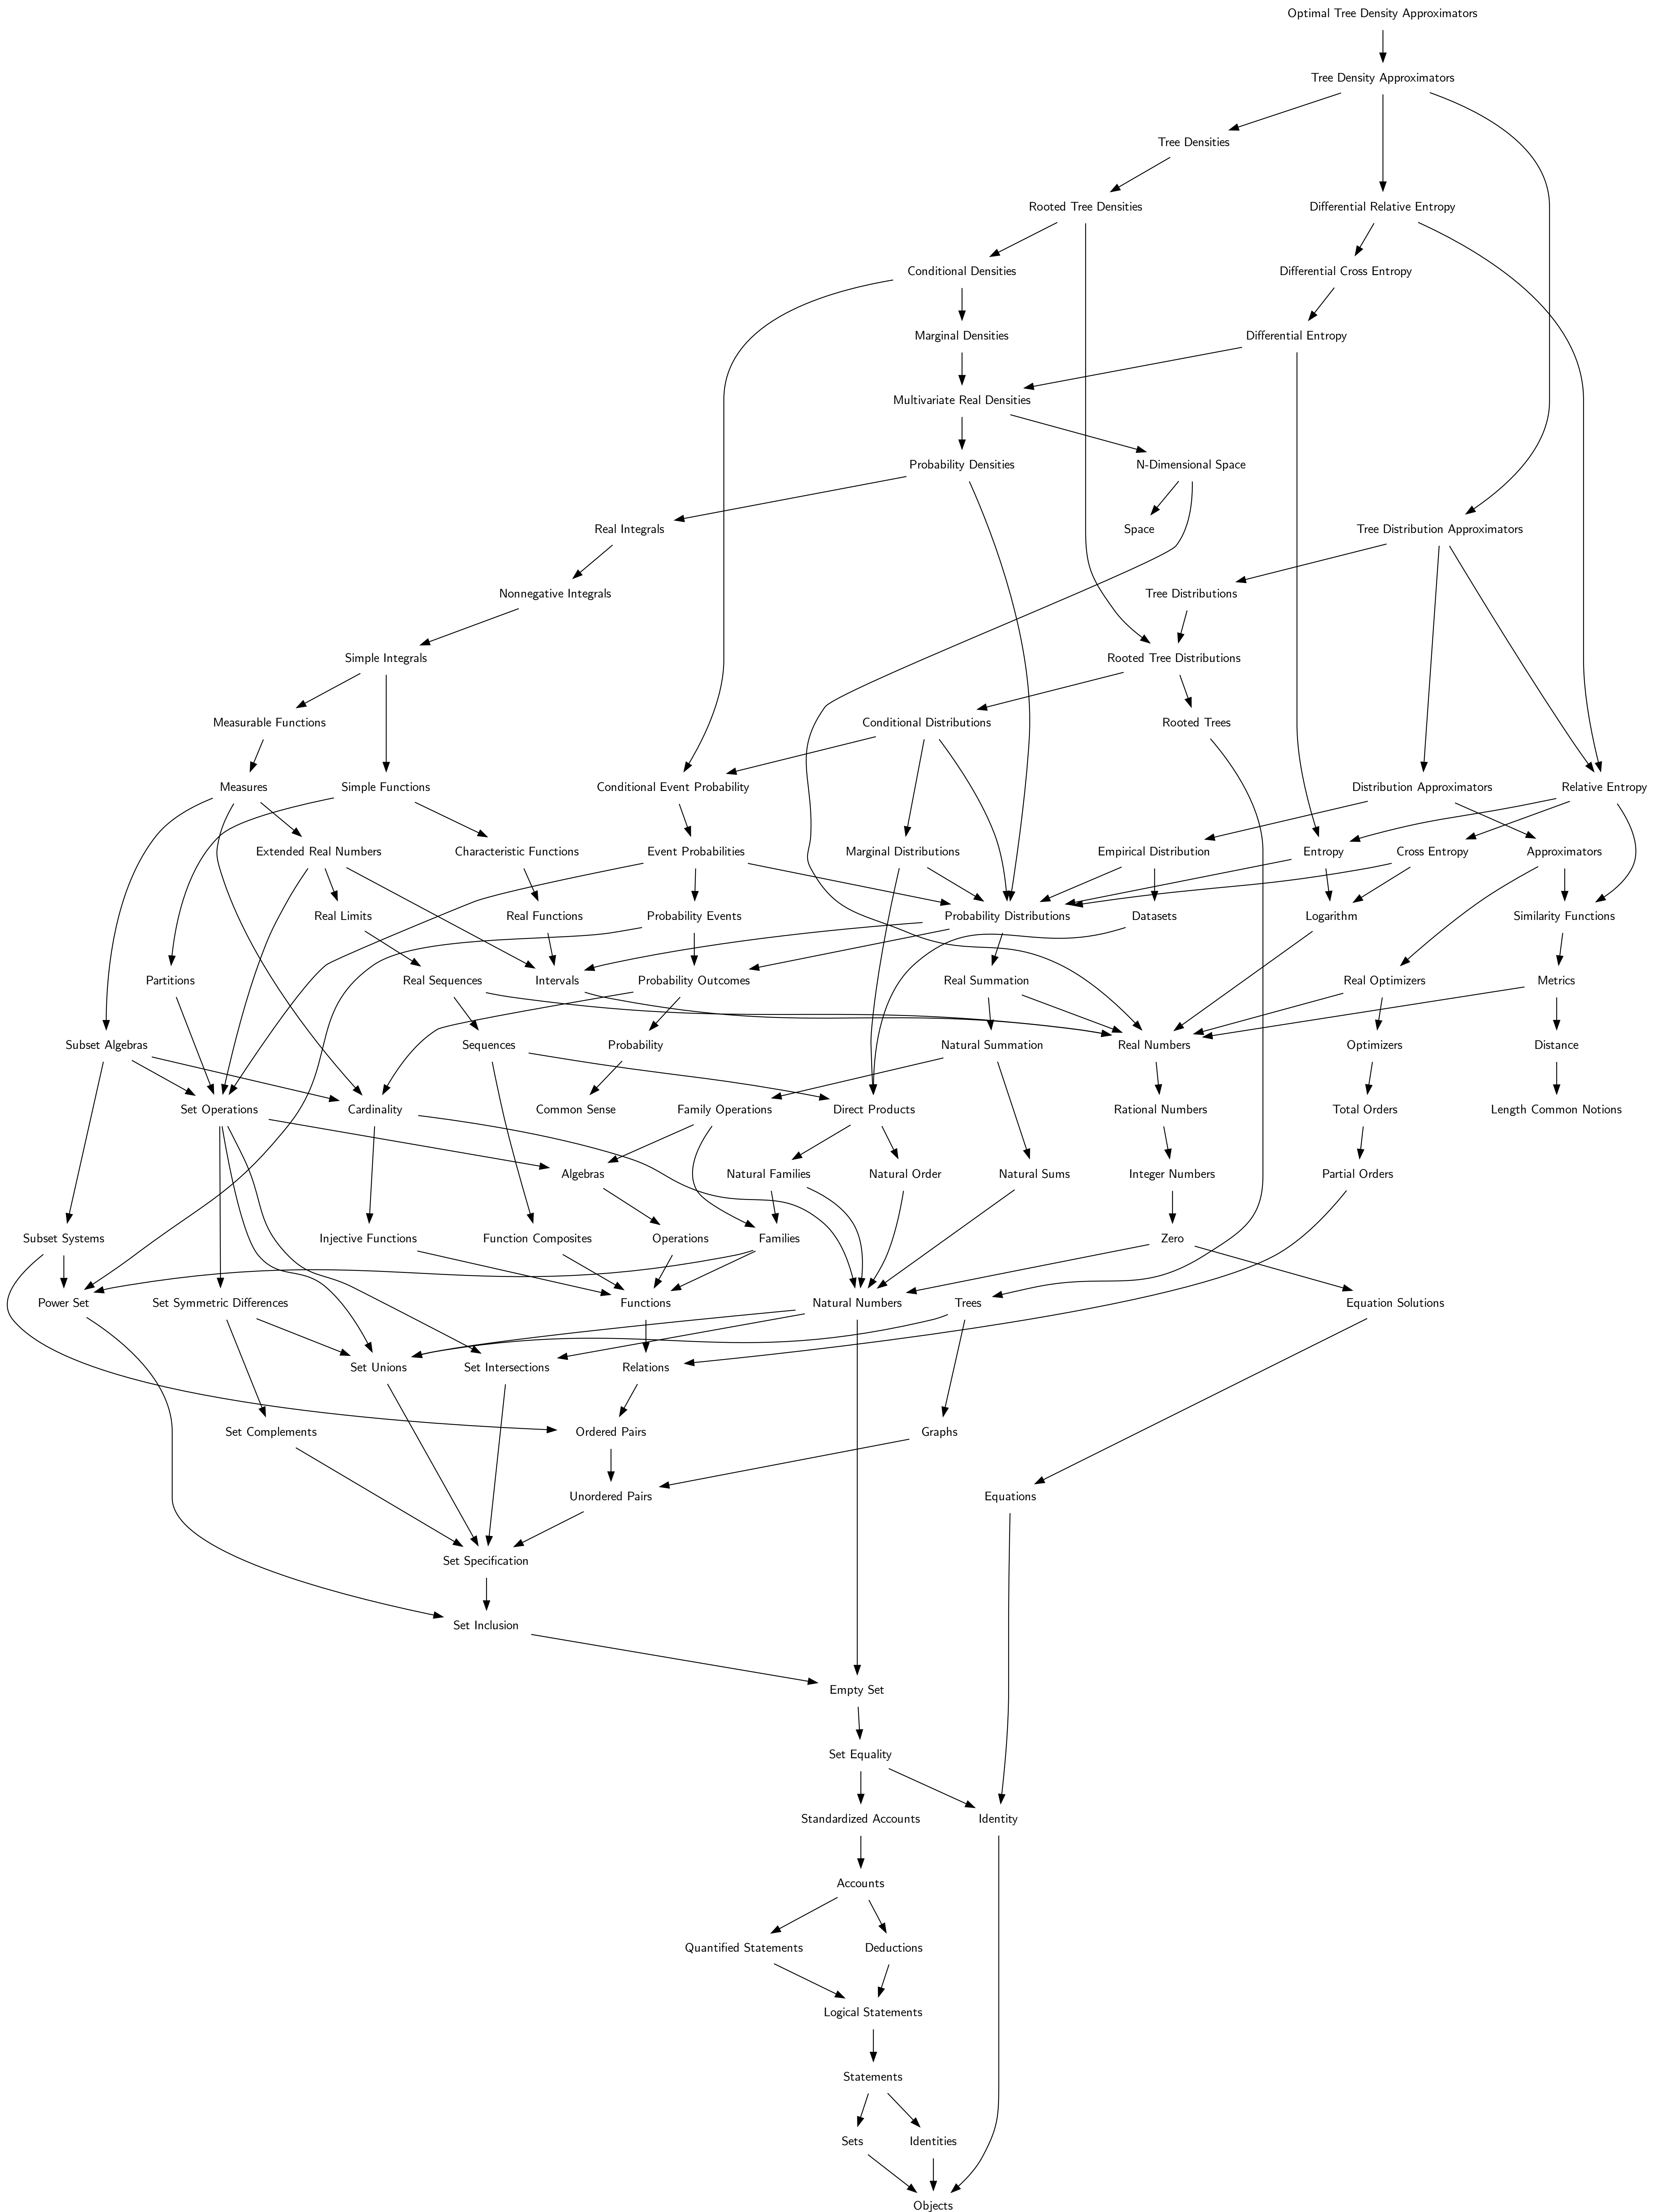 Optimal Tree Density Approximators
Tree Density Approximators
Tree Densities
Rooted Tree Densities
Differential Relative Entropy
Conditional Densities
Differential Cross Entropy
Marginal Densities
Differential Entropy
Multivariate Real Densities
Probability Densities
N-Dimensional Space
Real Integrals
Space
Tree Distribution Approximators
Nonnegative Integrals
Tree Distributions
Simple Integrals
Rooted Tree Distributions
Measurable Functions
Conditional Distributions
Rooted Trees
Measures
Simple Functions
Conditional Event Probability
Distribution Approximators
Relative Entropy
Extended Real Numbers
Characteristic Functions
Event Probabilities
Marginal Distributions
Empirical Distribution
Entropy
Cross Entropy
Approximators
Real Limits
Real Functions
Probability Events
Probability Distributions
Datasets
Logarithm
Similarity Functions
Partitions
Real Sequences
Intervals
Probability Outcomes
Real Summation
Real Optimizers
Metrics
Subset Algebras
Sequences
Probability
Natural Summation
Real Numbers
Optimizers
Distance
Set Operations
Cardinality
Common Sense
Family Operations
Direct Products
Rational Numbers
Total Orders
Length Common Notions
Algebras
Natural Families
Natural Order
Natural Sums
Integer Numbers
Partial Orders
Subset Systems
Injective Functions
Function Composites
Operations
Families
Zero
Power Set
Set Symmetric Differences
Functions
Natural Numbers
Trees
Equation Solutions
Set Unions
Set Intersections
Relations
Set Complements
Ordered Pairs
Graphs
Unordered Pairs
Equations
Set Specification
Set Inclusion
Empty Set
Set Equality
Standardized Accounts
Identity
Accounts
Quantified Statements
Deductions
Logical Statements
Statements
Sets
Identities
Objects